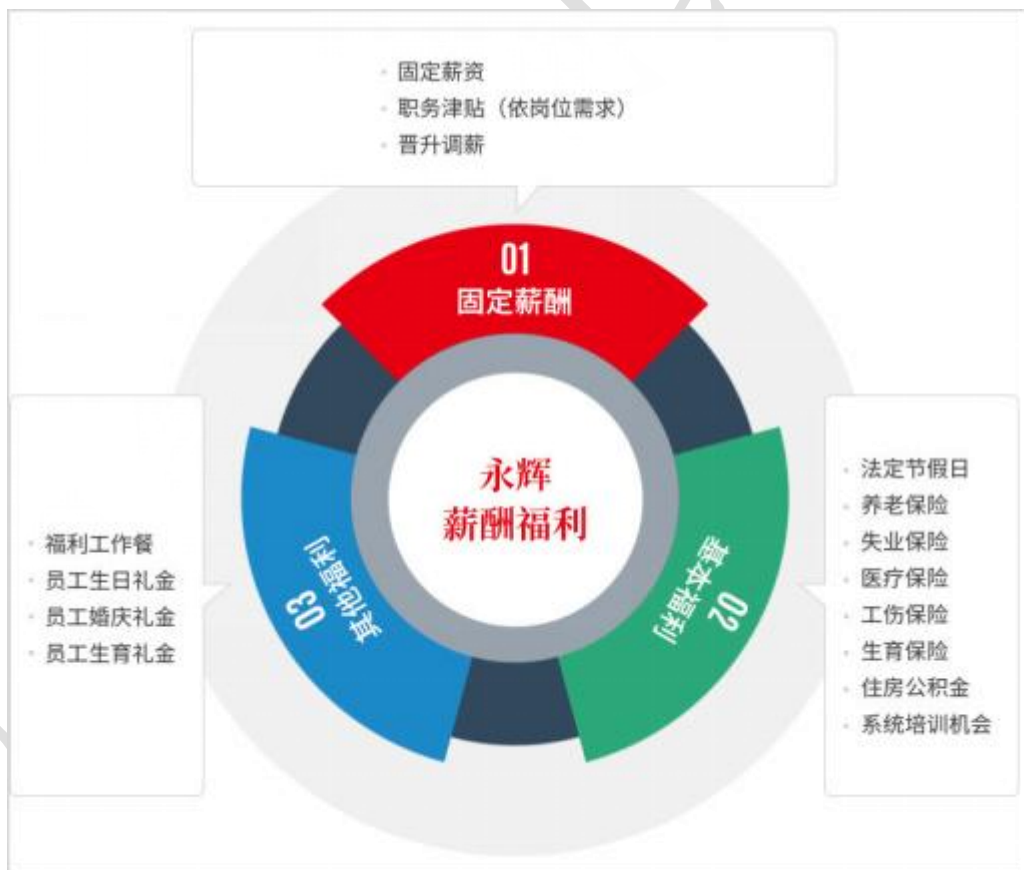 固定薪资
职务津贴（依岗位需求）
晋升调薪
01
固定薪酬
永辉
薪酬福利
02
基本福利
法定节假日
养老保险
失业保险
医疗保险
工伤保险
生育保险
住房公积金
系统培训机会
03
其他福利
福利工作餐
员工生日礼金
员工婚庆礼金
员工生育礼金